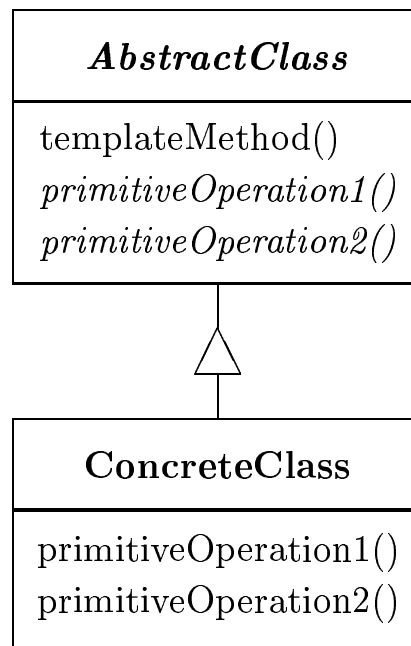 AbstractClass
templateMethod()
primitiveOperation1()
primitiveOperation2()
ConcreteClass
primitiveOperation1()
primitiveOperation2()